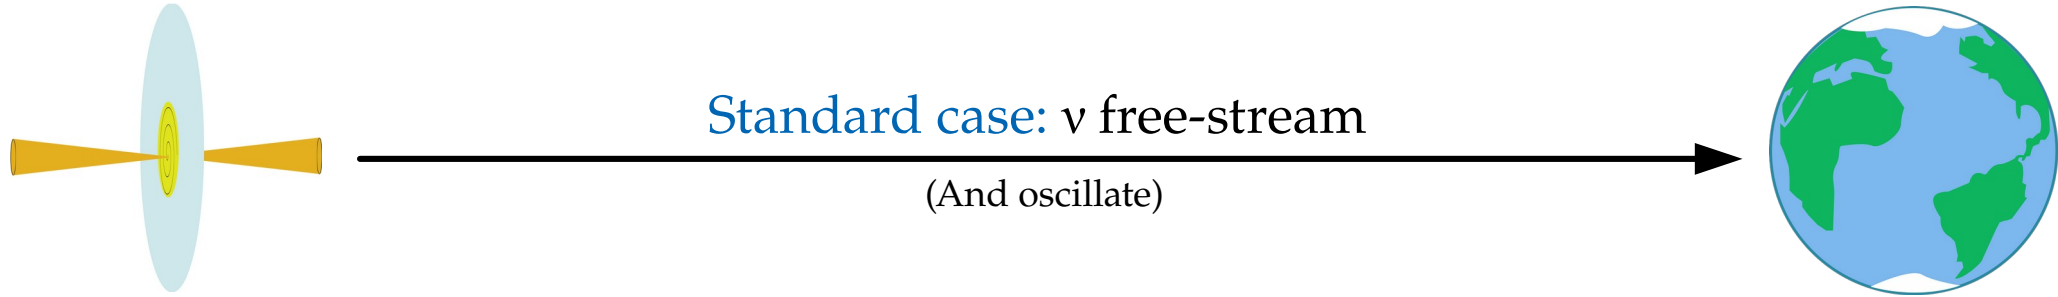 Standard case: ν free-stream
(And oscillate)